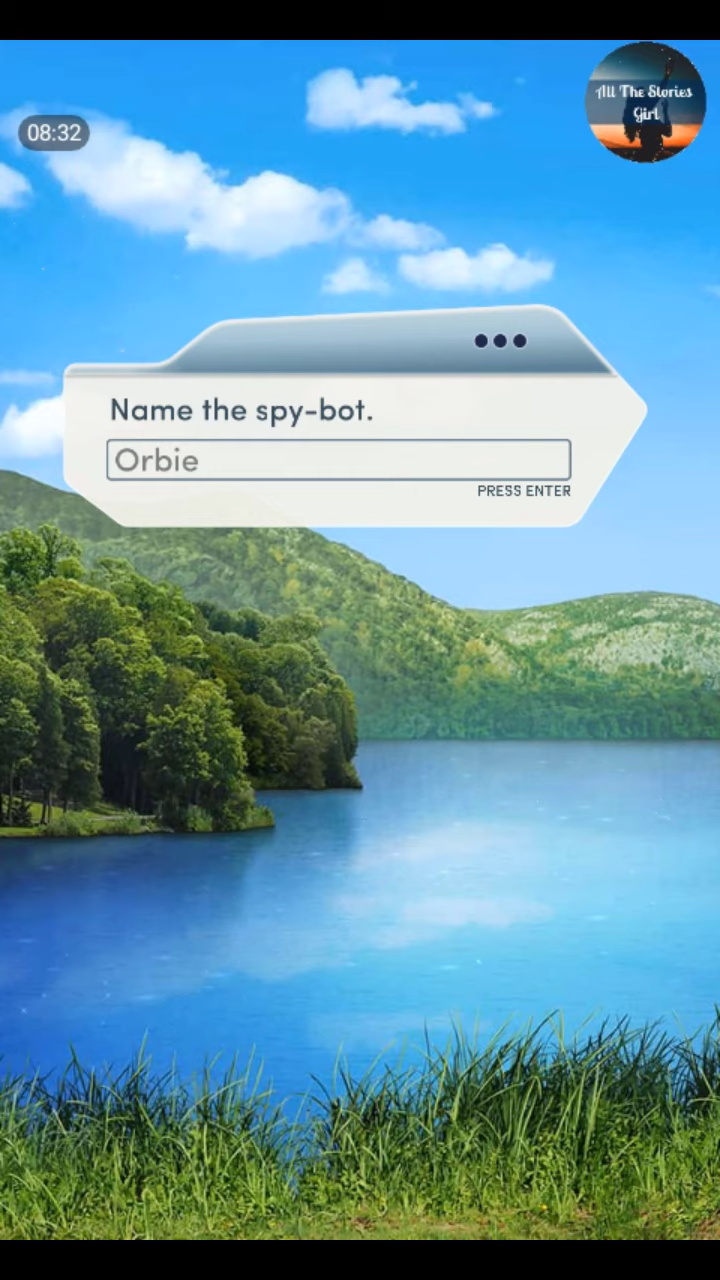 All The Stories
Girl
08:32
Name the spy-bot.
Orbie
PRESS ENTER